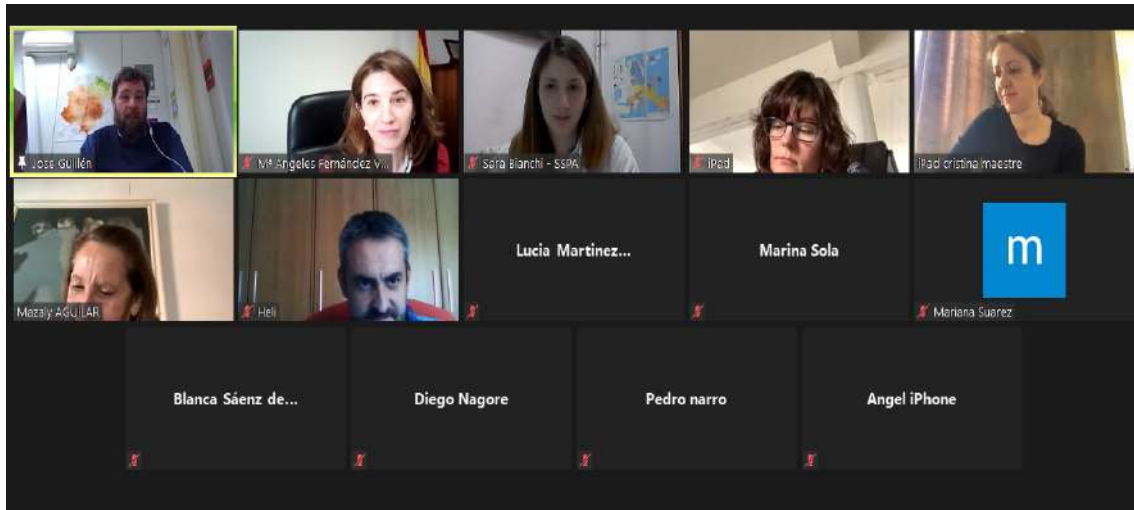 Jose Guillén
Mª Angeles Fernández V...
Sara Bianchi - SSPA
iPad
iPad cristina maestre
Mazaly AGUILAR
Heli
Lucia Martinez...
Marina Sola
m
Mariana Suarez
Blanca Sáenz de...
Diego Nagore
Pedro narro
Angel iPhone